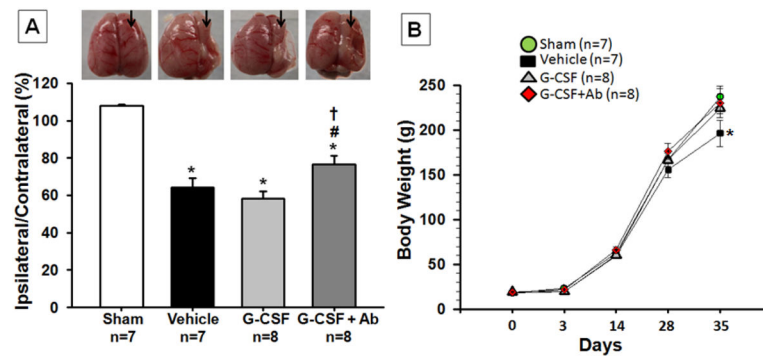 A
Ipsilateral/Contralateral (%)
120
100
80
60
40
20
0
*
*
†
#
*
Sham
n=7
Vehicle
n=7
G-CSF
n=8
G-CSF + Ab
n=8
B
Sham (n=7)
Vehicle (n=7)
G-CSF (n=8)
G-CSF+Ab (n=8)
Body Weight (g)
250
200
150
100
50
0
*
0 3 14 28 35
Days